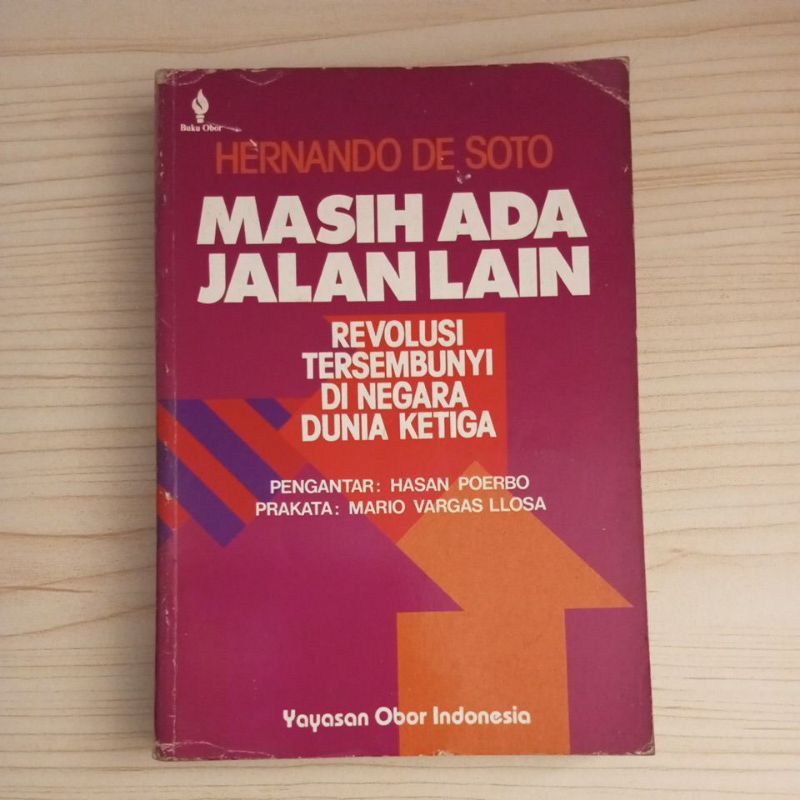 Buku Obor
HERNANDO DE SOTO
MASIH ADA
JALAN LAIN
REVOLUSI
TERSEMBUNYI
DI NEGARA
DUNIA KETIGA
PENGANTAR: HASAN POERBO
PRAKATA: MARIO VARGAS LLOSA
Yayasan Obor Indonesia